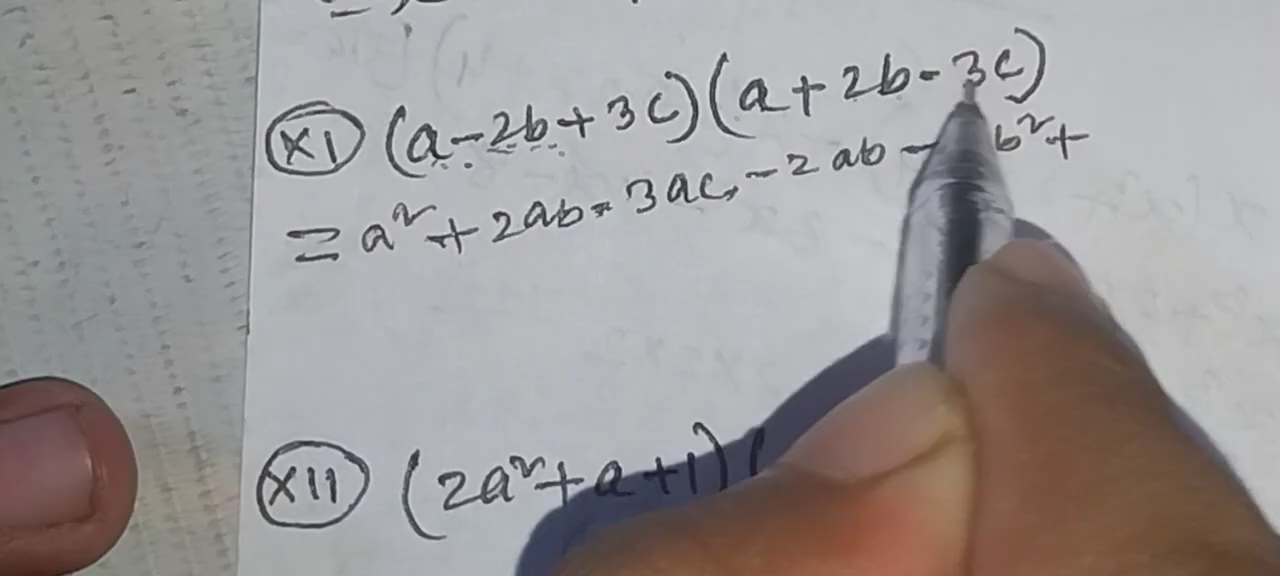 (XI) (a-2b+3c)(a+2b-3c)
= a²+2ab-3ac-2ab- b²+
(XII) (2a²+a+1)(